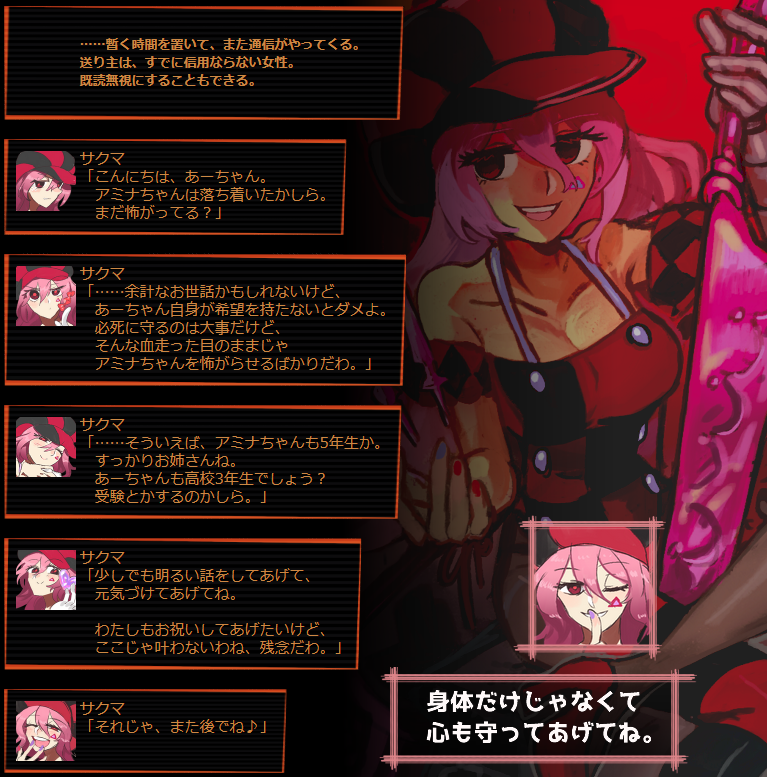 ……暫く時間を置いて、また通信がやってくる。
送り主は、すでに信用ならない女性。
既読無視にすることもできる。
サクマ
「こんにちは、あーちゃん。
アミナちゃんは落ち着いたかしら。
まだ怖がってる？」
サクマ
「……余計なお世話かもしれないけど、
あーちゃん自身が希望を持たないとダメよ。
必死に守るのは大事だけど、
そんな血走った目のままじゃ
アミナちゃんを怖がらせるばかりだわ。」
サクマ
「……そういえば、アミナちゃんも5年生か。
すっかりお姉さんね。
あーちゃんも高校3年生でしょう？
受験とかするのかしら。」
サクマ
「少しでも明るい話をしてあげて、
元気づけてあげてね。
わたしもお祝いしてあげたいけど、
ここじゃ叶わないわね、残念だわ。」
サクマ
「それじゃ、また後でね♪」
身体だけじゃなくて
心も守ってあげてね。